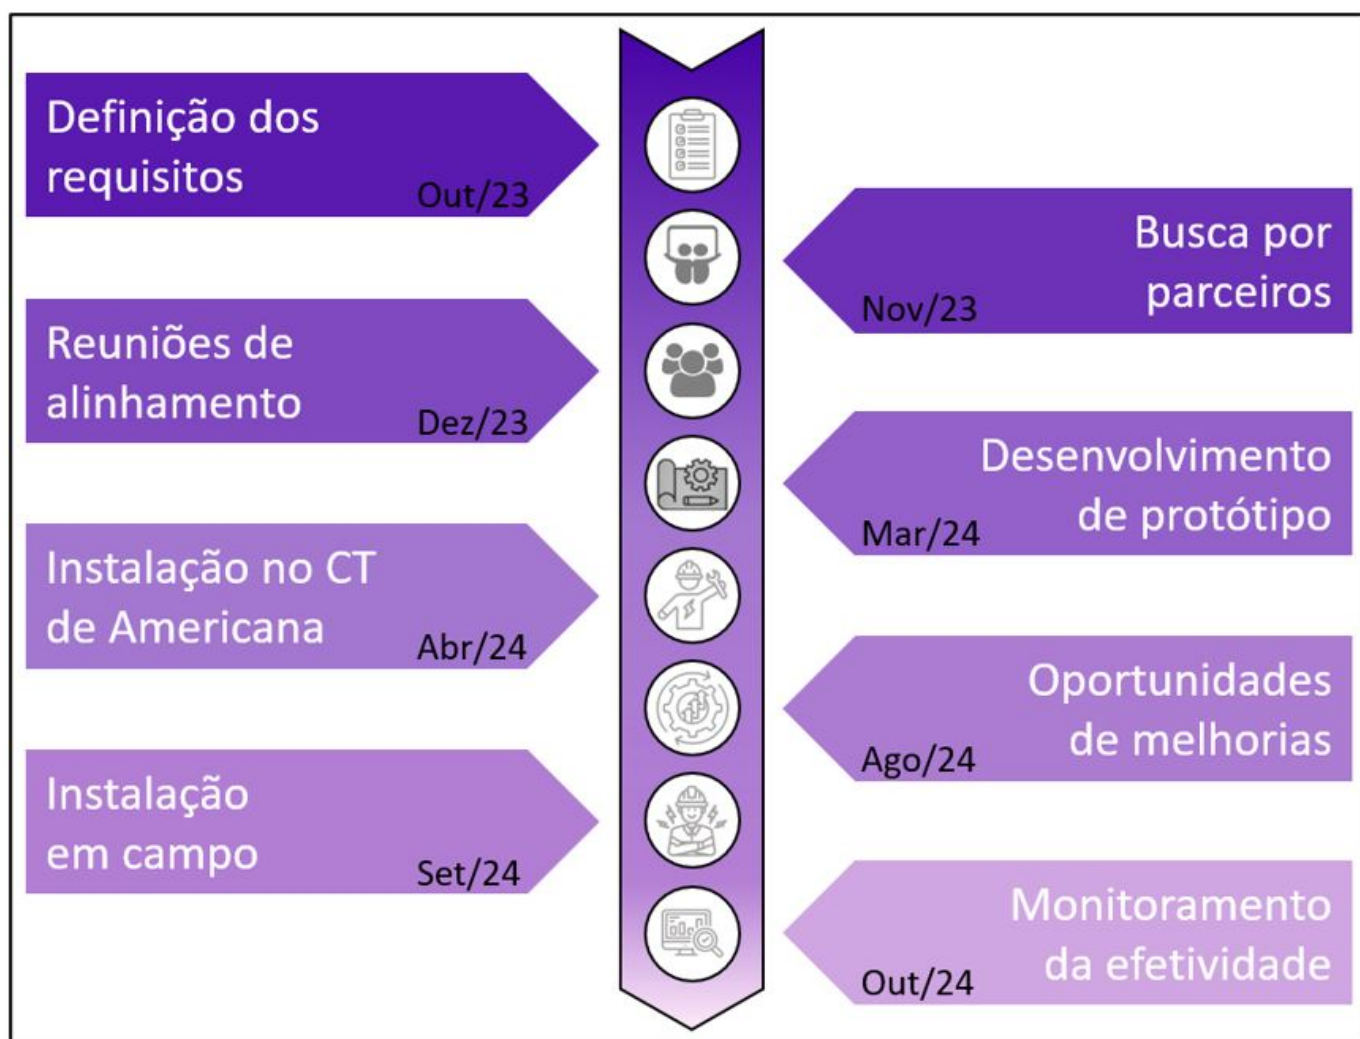 Definição dos
requisitos
Out/23
Busca por
parceiros
Nov/23
Reuniões de
alinhamento
Dez/23
Desenvolvimento
de protótipo
Mar/24
Instalação no CT
de Americana
Abr/24
Oportunidades
de melhorias
Ago/24
Instalação
em campo
Set/24
Monitoramento
da efetividade
Out/24